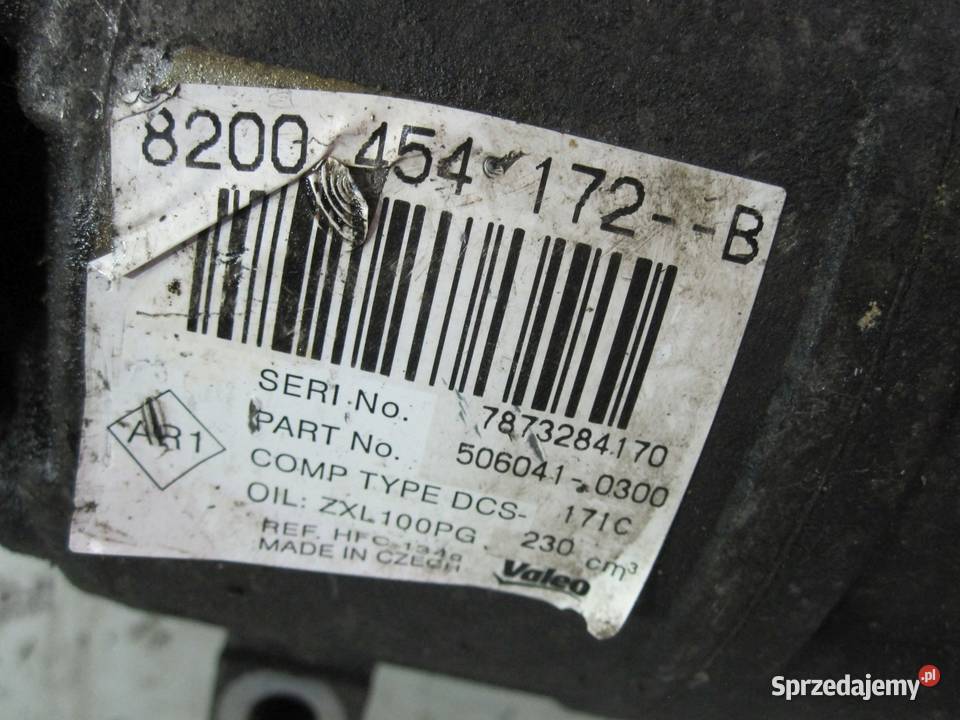 8200 454 172--B
SERI No. 7873284170
PART No. 506041-0300
COMP TYPE DCS- 171C
OIL: ZXL100PG 230 cm³
REF. HFC-134a
MADE IN CZECH
Valeo
AR1
Sprzedajemy.pl